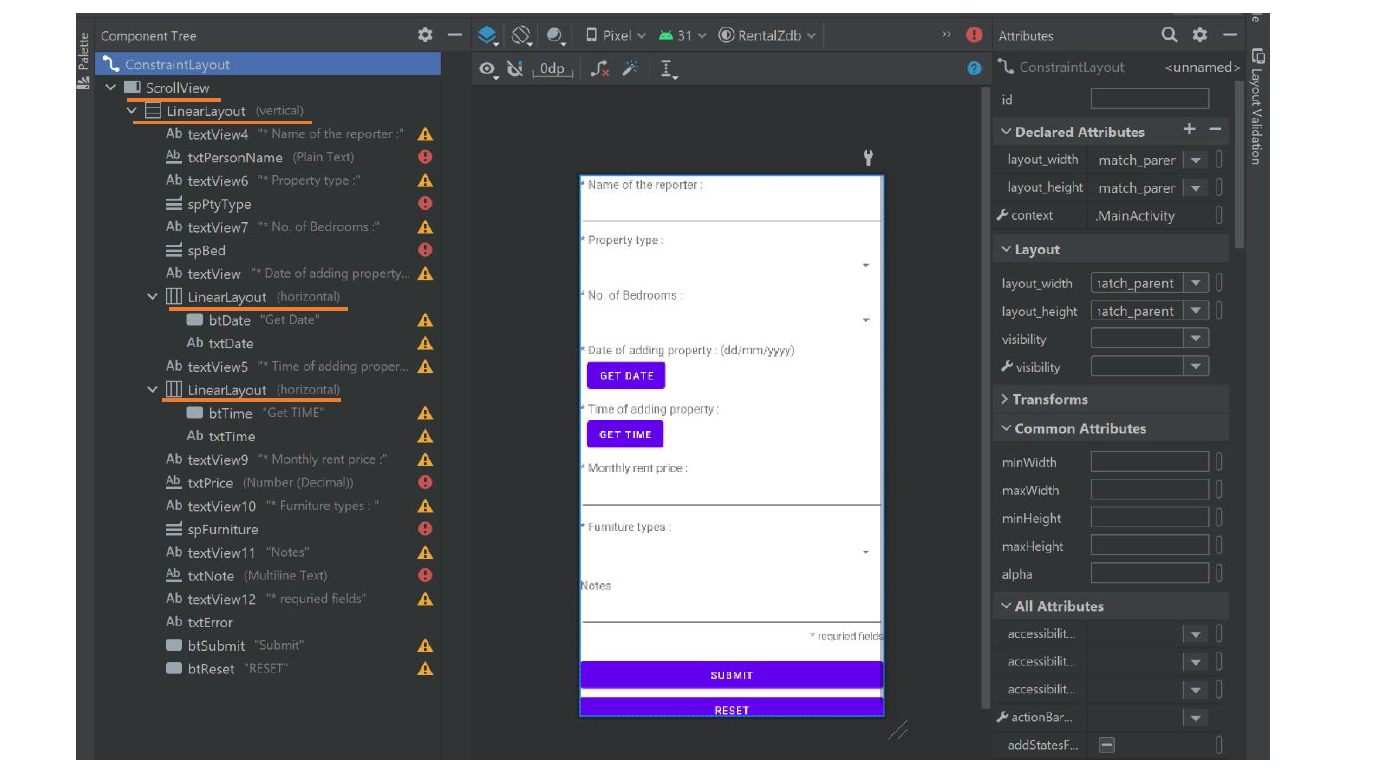 Palette
Component Tree
ConstraintLayout
ScrollView
LinearLayout (vertical)
Ab textView4 "* Name of the reporter :"
Ab txtPersonName (Plain Text)
Ab textView6 "* Property type :"
spPtyType
Ab textView7 "* No. of Bedrooms :"
spBed
Ab textView "* Date of adding property...
LinearLayout (horizontal)
btDate "Get Date"
Ab txtDate
Ab textView5 "* Time of adding proper...
LinearLayout (horizontal)
btTime "Get TIME"
Ab txtTime
Ab textView9 "* Monthly rent price :"
Ab txtPrice (Number (Decimal))
Ab textView10 "* Furniture types : "
spFurniture
Ab textView11 "Notes"
Ab txtNote (Multiline Text)
Ab textView12 "* requried fields"
Ab txtError
btSubmit "Submit"
btReset "RESET"
Pixel 31 RentalZdb
0dp
* Name of the reporter :
* Property type :
* No. of Bedrooms :
* Date of adding property : (dd/mm/yyyy)
GET DATE
* Time of adding property :
GET TIME
* Monthly rent price :
* Furniture types :
Notes
* requried fields
SUBMIT
RESET
Attributes
ConstraintLayout <unnamed>
id
Declared Attributes
layout_width match_parer
layout_height match_parer
context .MainActivity
Layout
layout_width natch_parent
layout_height natch_parent
visibility
visibility
Transforms
Common Attributes
minWidth
maxWidth
minHeight
maxHeight
alpha
All Attributes
accessibilit...
accessibilit...
accessibilit...
actionBar...
addStatesF...
Layout Validation